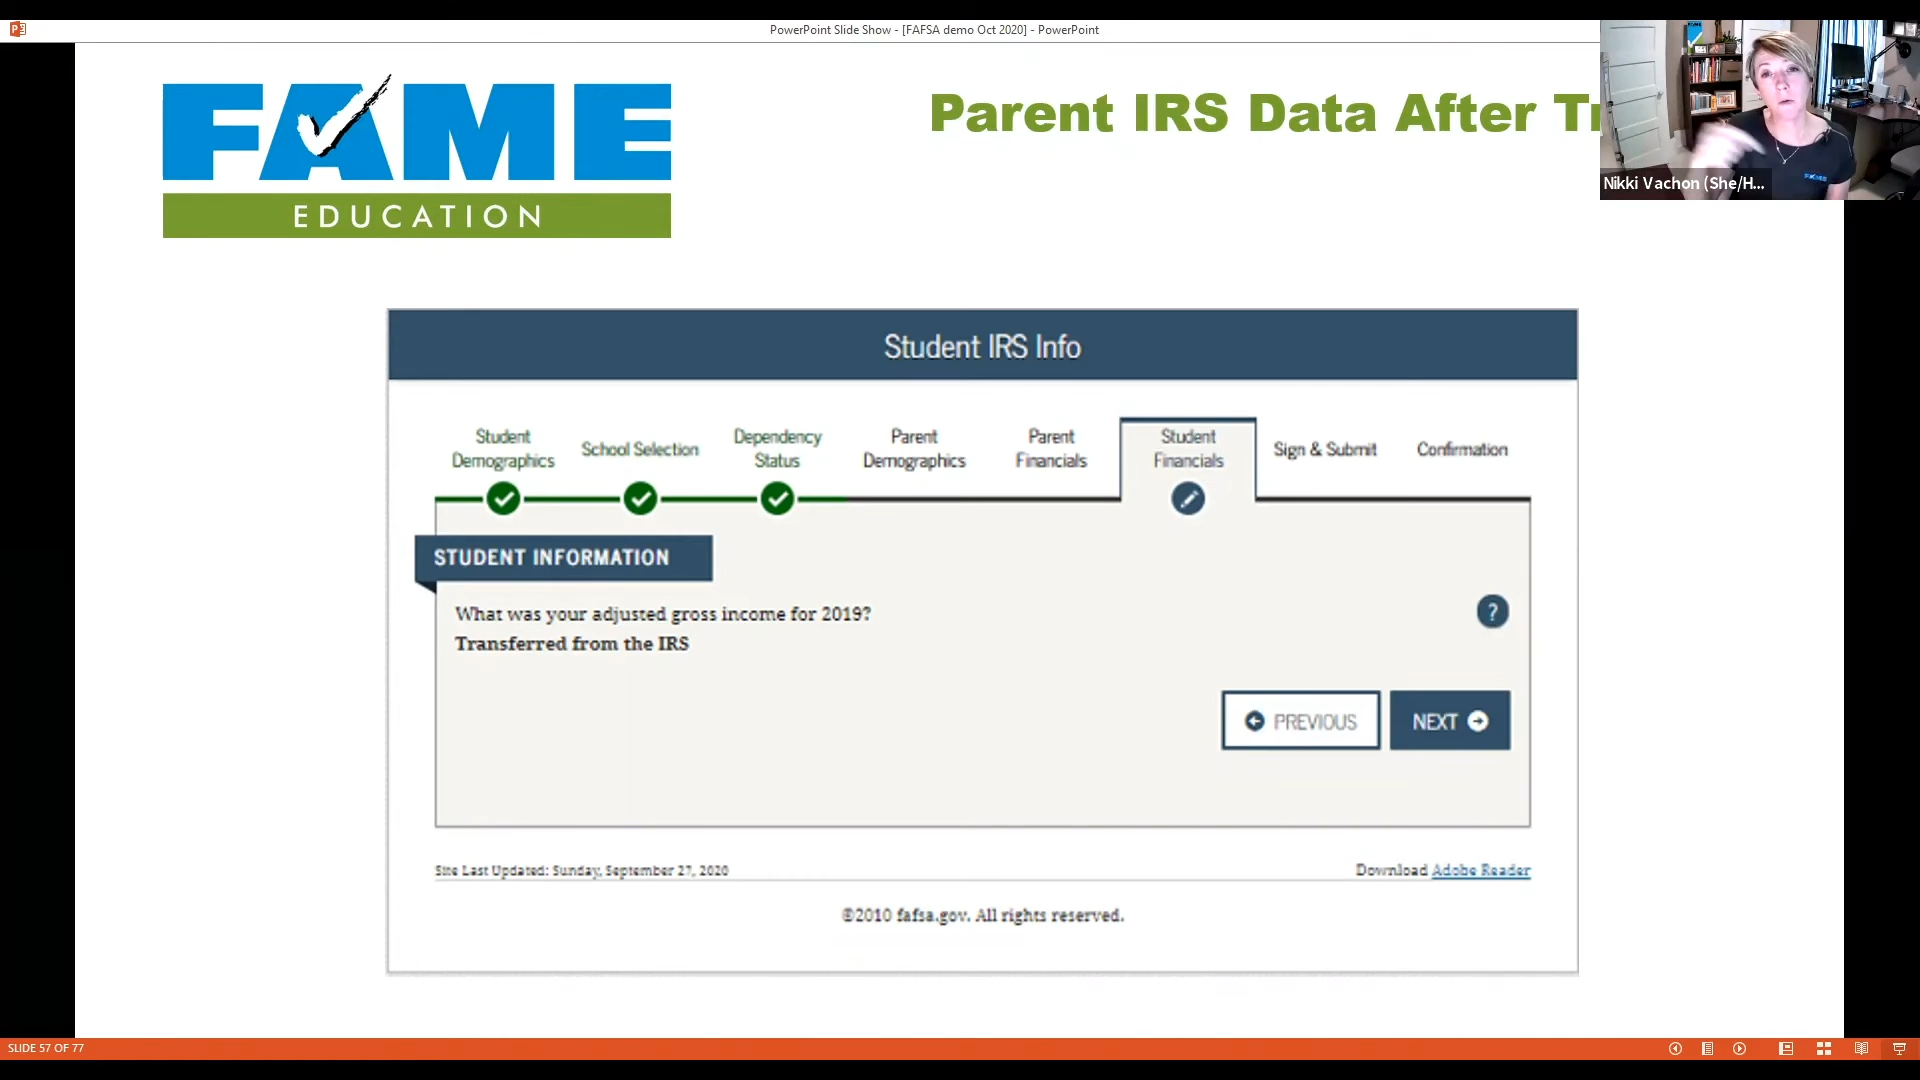 PowerPoint Slide Show - [FAFSA demo Oct 2020] - PowerPoint
FAME
EDUCATION
Parent IRS Data After Tr
Nikki Vachon (She/H...
Student IRS Info
Student Demographics
School Selection
Dependency Status
Parent Demographics
Parent Financials
Student Financials
Sign & Submit
Confirmation
STUDENT INFORMATION
What was your adjusted gross income for 2019?
Transferred from the IRS
?
PREVIOUS
NEXT
Site Last Updated: Sunday, September 27, 2020
Download Adobe Reader
©2010 fafsa.gov. All rights reserved.
SLIDE 57 OF 77